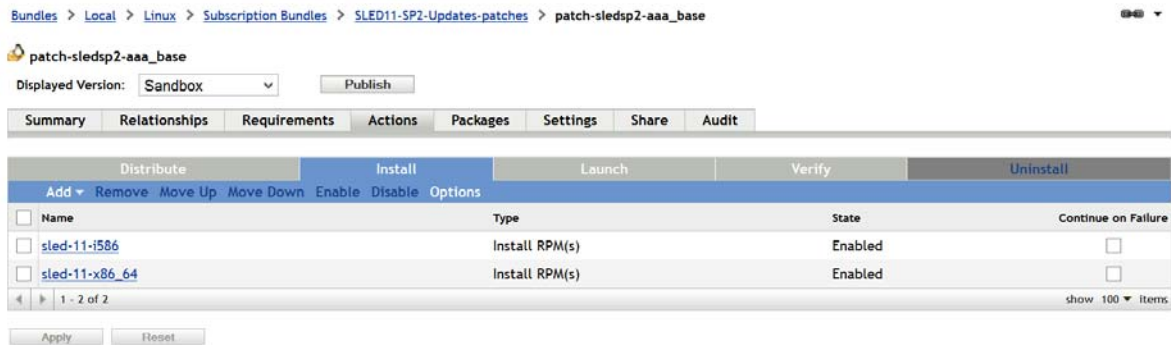 Bundles > Local > Linux > Subscription Bundles > SLED11-SP2-Updates-patches > patch-sledsp2-aaa_base
patch-sledsp2-aaa_base
Displayed Version: Sandbox Publish
Summary Relationships Requirements Actions Packages Settings Share Audit
Distribute Install Launch Verify Uninstall
Add Remove Move Up Move Down Enable Disable Options
Name Type State Continue on Failure
sled-11-i586 Install RPM(s) Enabled
sled-11-x86_64 Install RPM(s) Enabled
1 - 2 of 2 show 100 items
Apply Reset